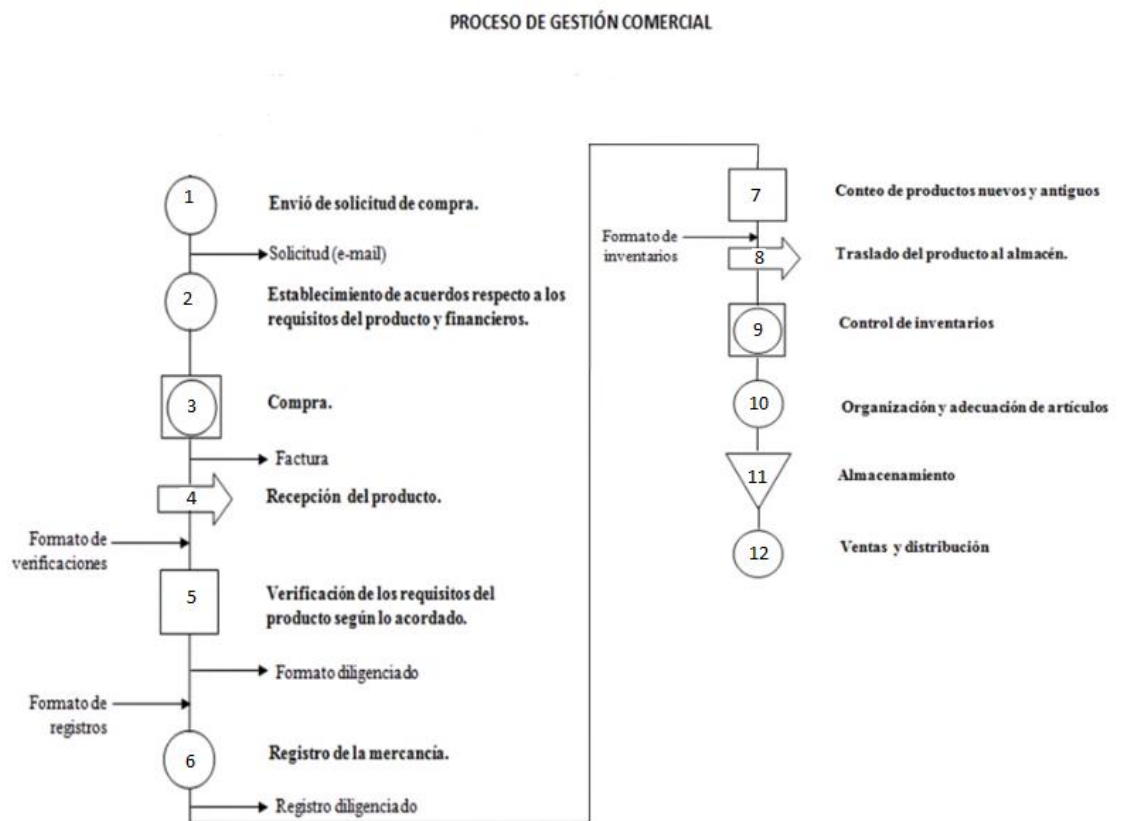 PROCESO DE GESTIÓN COMERCIAL
1
Envió de solicitud de compra.
Solicitud (e-mail)
2
Establecimiento de acuerdos respecto a los
requisitos del producto y financieros.
3
Compra.
Factura
4
Recepción del producto.
Formato de
verificaciones
5
Verificación de los requisitos del
producto según lo acordado.
Formato diligenciado
Formato de
registros
6
Registro de la mercancía.
Registro diligenciado
7
Conteo de productos nuevos y antiguos
Formato de
inventarios
8
Traslado del producto al almacén.
9
Control de inventarios
10
Organización y adecuación de artículos
11
Almacenamiento
12
Ventas y distribución